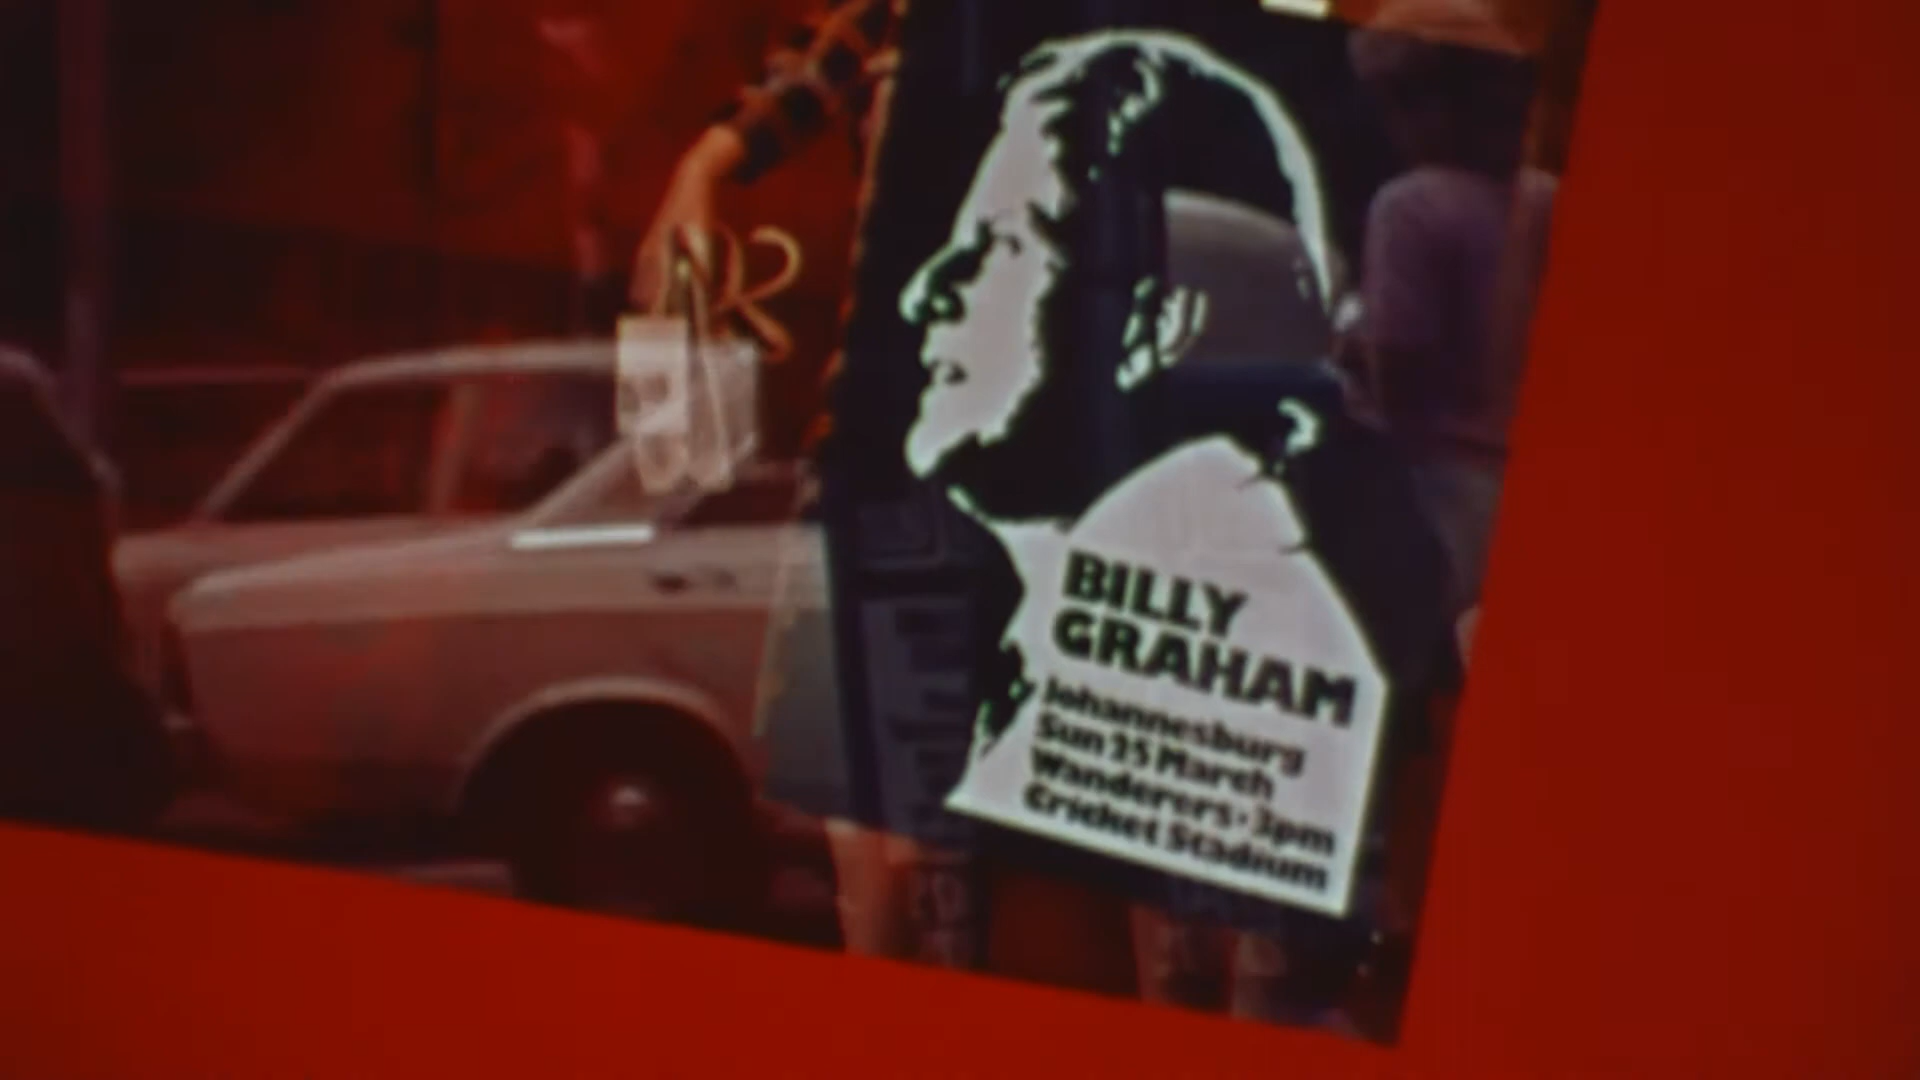 BILLY
GRAHAM
Johannesburg
Sun 25 March
Wanderers · 3pm
Cricket Stadium